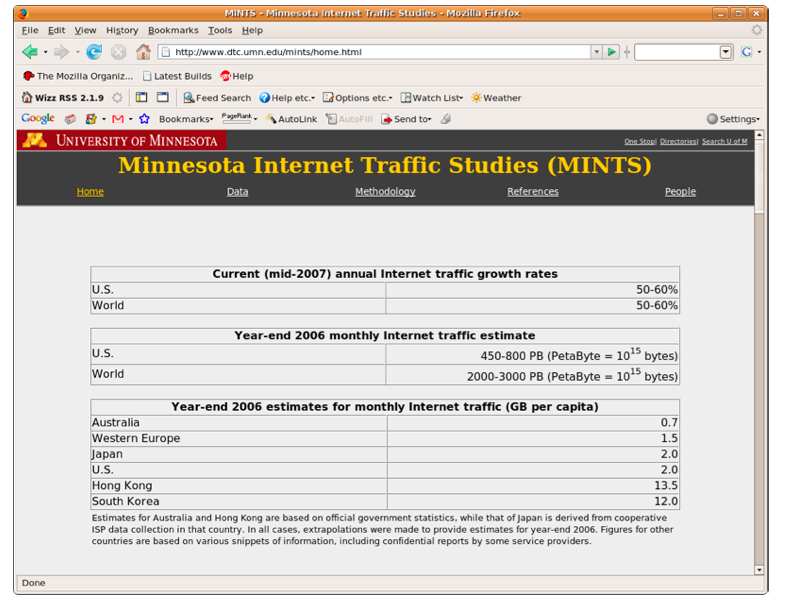 MINTS - Minnesota Internet Traffic Studies - Mozilla Firefox
File Edit View History Bookmarks Tools Help
http://www.dtc.umn.edu/mints/home.html
G
The Mozilla Organiz... Latest Builds Help
Wizz RSS 2.1.9 Feed Search Help etc. Options etc. Watch List Weather
Google Bookmarks PageRank AutoLink AutoFill Send to Settings
UNIVERSITY OF MINNESOTA One Stop| Directories| Search U of M
Minnesota Internet Traffic Studies (MINTS)
Home Data Methodology References People
Current (mid-2007) annual Internet traffic growth rates
U.S. 50-60%
World 50-60%
Year-end 2006 monthly Internet traffic estimate
U.S. 450-800 PB (PetaByte = 10^15 bytes)
World 2000-3000 PB (PetaByte = 10^15 bytes)
Year-end 2006 estimates for monthly Internet traffic (GB per capita)
Australia 0.7
Western Europe 1.5
Japan 2.0
U.S. 2.0
Hong Kong 13.5
South Korea 12.0
Estimates for Australia and Hong Kong are based on official government statistics, while that of Japan is derived from cooperative
ISP data collection in that country. In all cases, extrapolations were made to provide estimates for year-end 2006. Figures for other
countries are based on various snippets of information, including confidential reports by some service providers.
Done